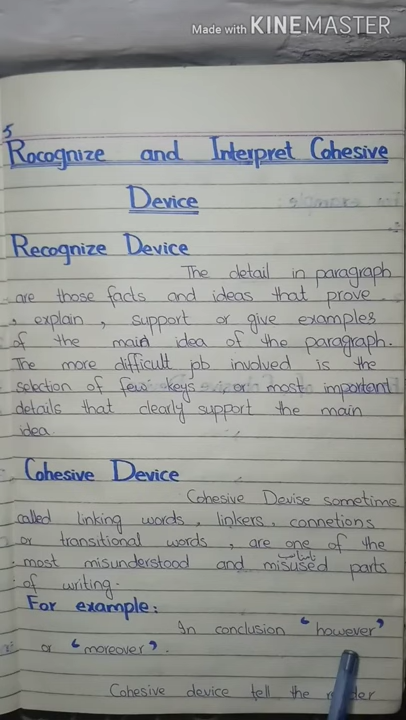 Made with KINEMASTER
5
Rocognize and Interpret Cohesive
Device
Recognize Device
The detail in paragraph
are those facts and ideas that prove
, explain, support or give examples
of the main idea of the paragraph.
The more difficult job involved is the
selection of few keys, or most important
details that clearly support the main
idea
Cohesive Device
Cohesive Devise sometime
called linking words, linkers, connetions
or transitional words, are one of the
most misunderstood and misused parts
of writing.
For example:
In conclusion "however"
or "moreover".
Cohesive device tell the